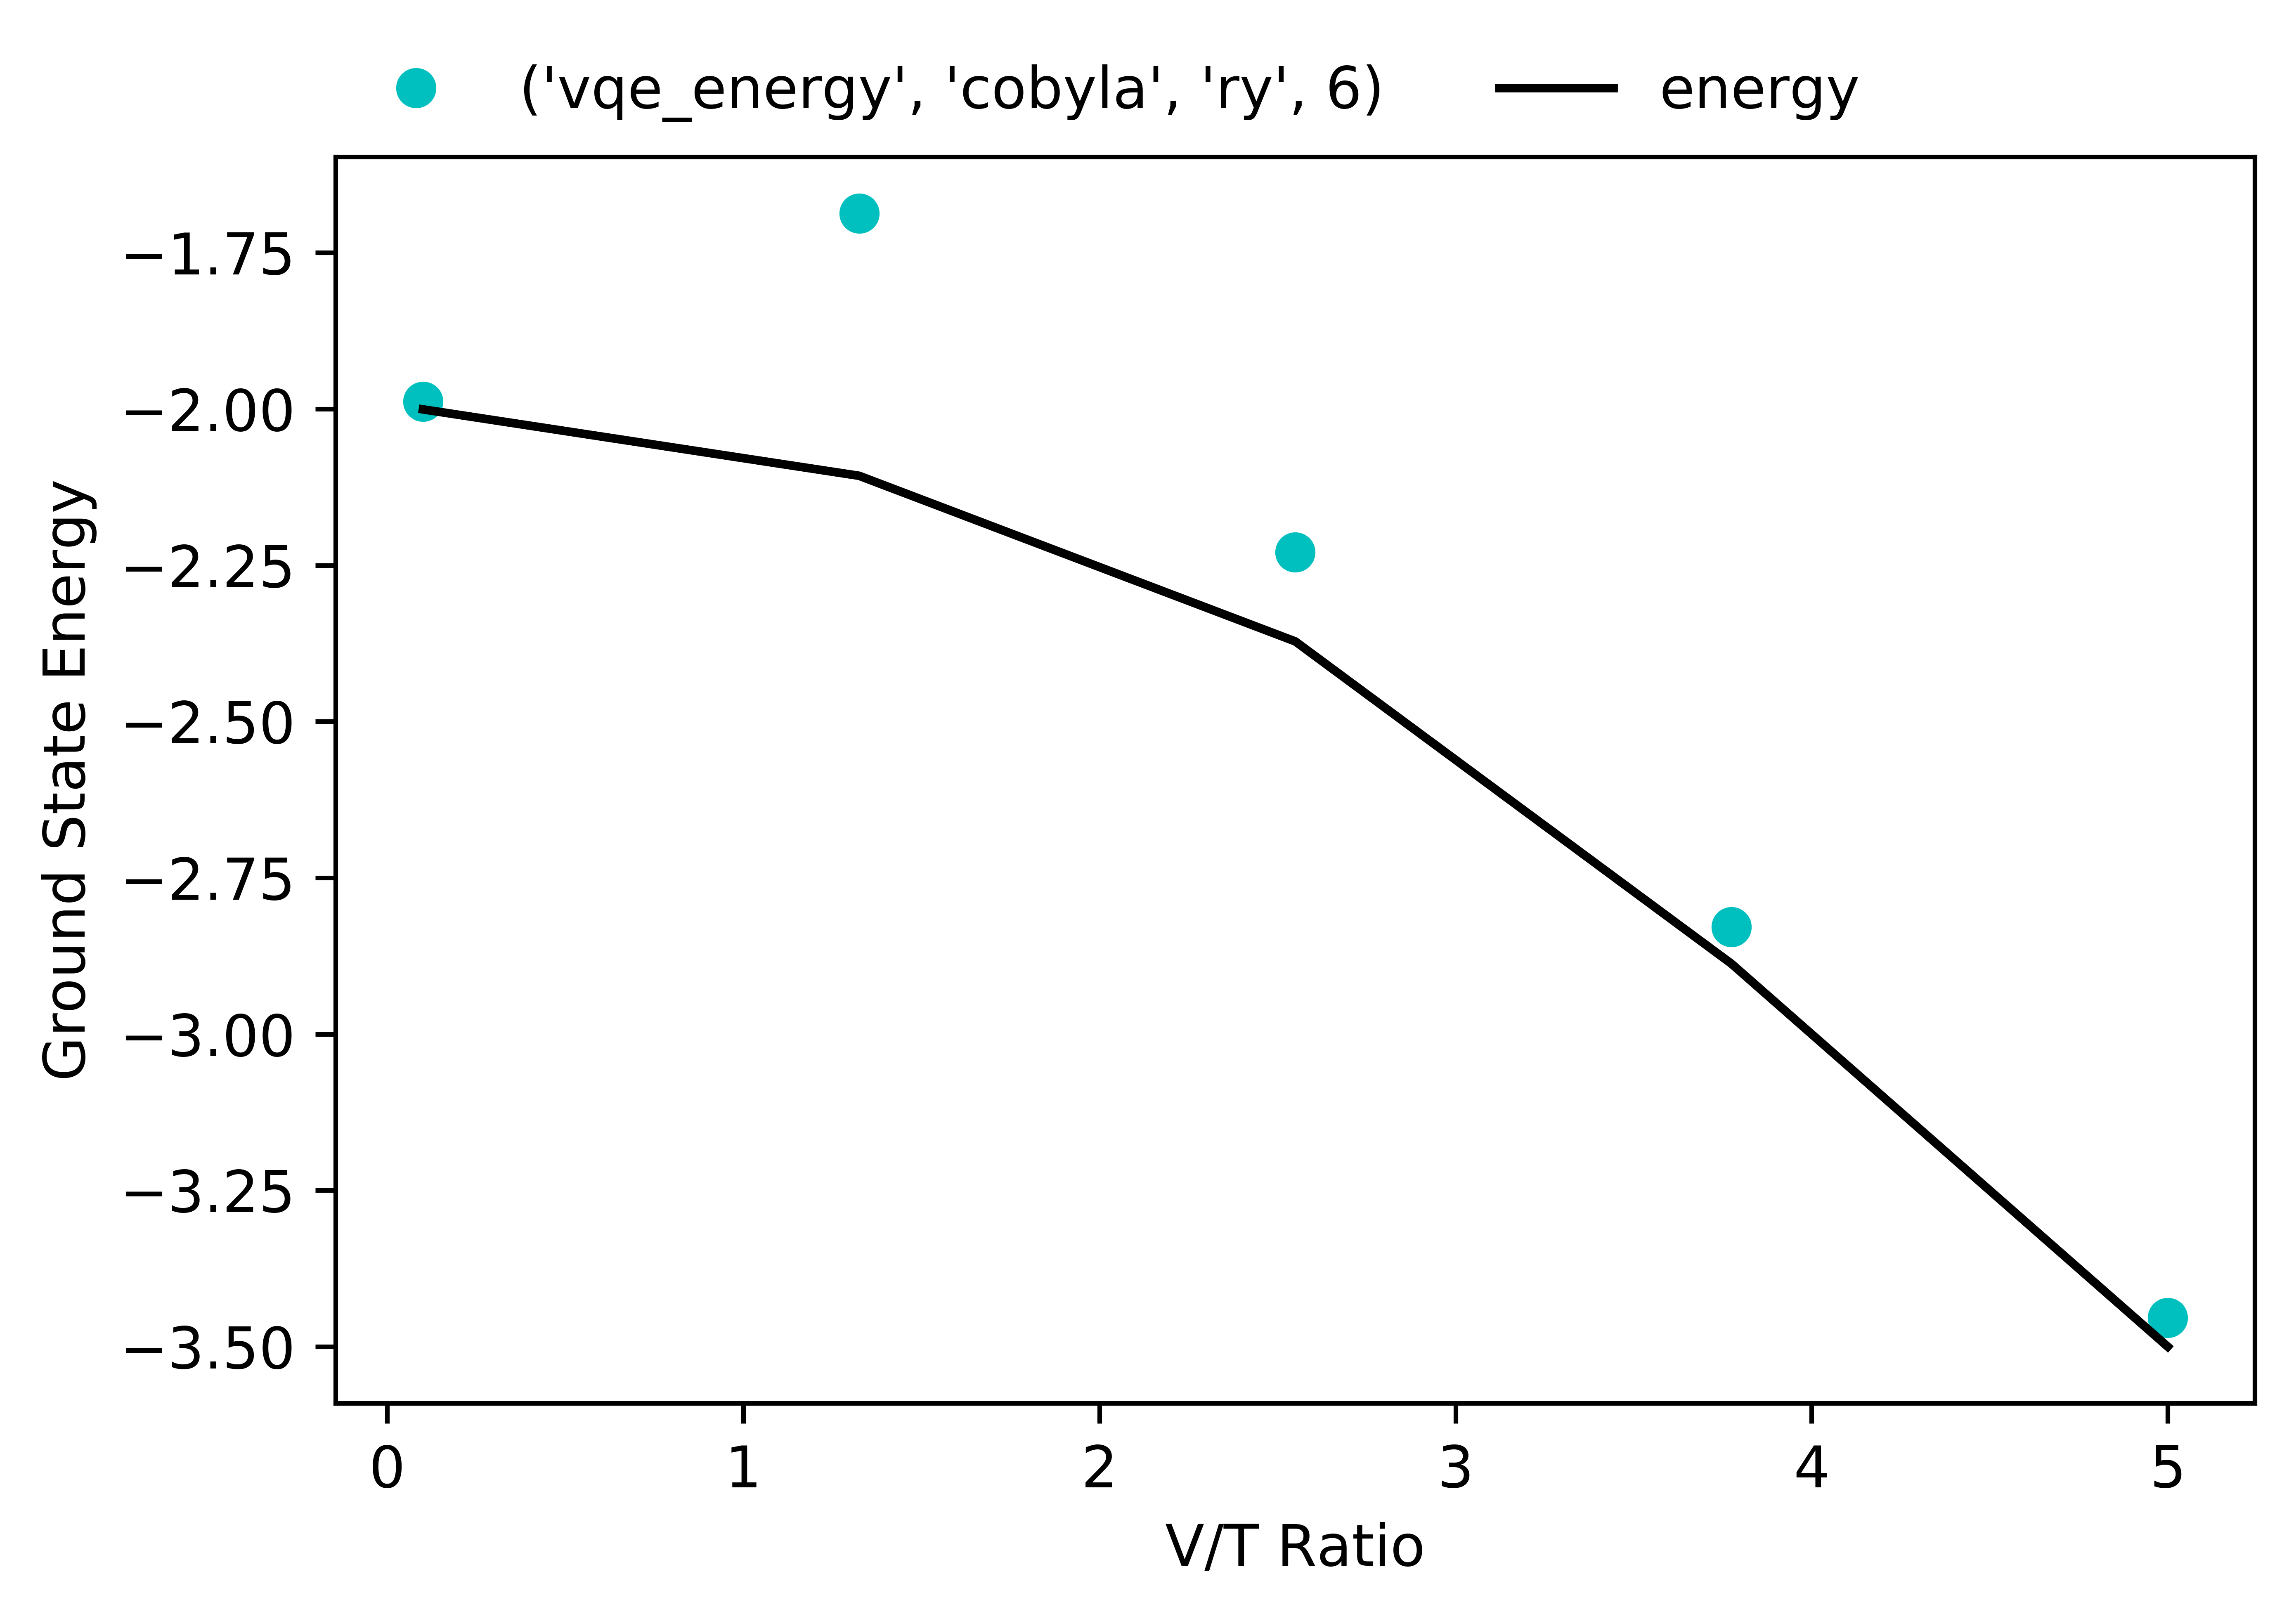 ('vqe_energy', 'cobyla', 'ry', 6) energy
−1.75
−2.00
−2.25
−2.50
−2.75
−3.00
−3.25
−3.50
Ground State Energy
0 1 2 3 4 5
V/T Ratio